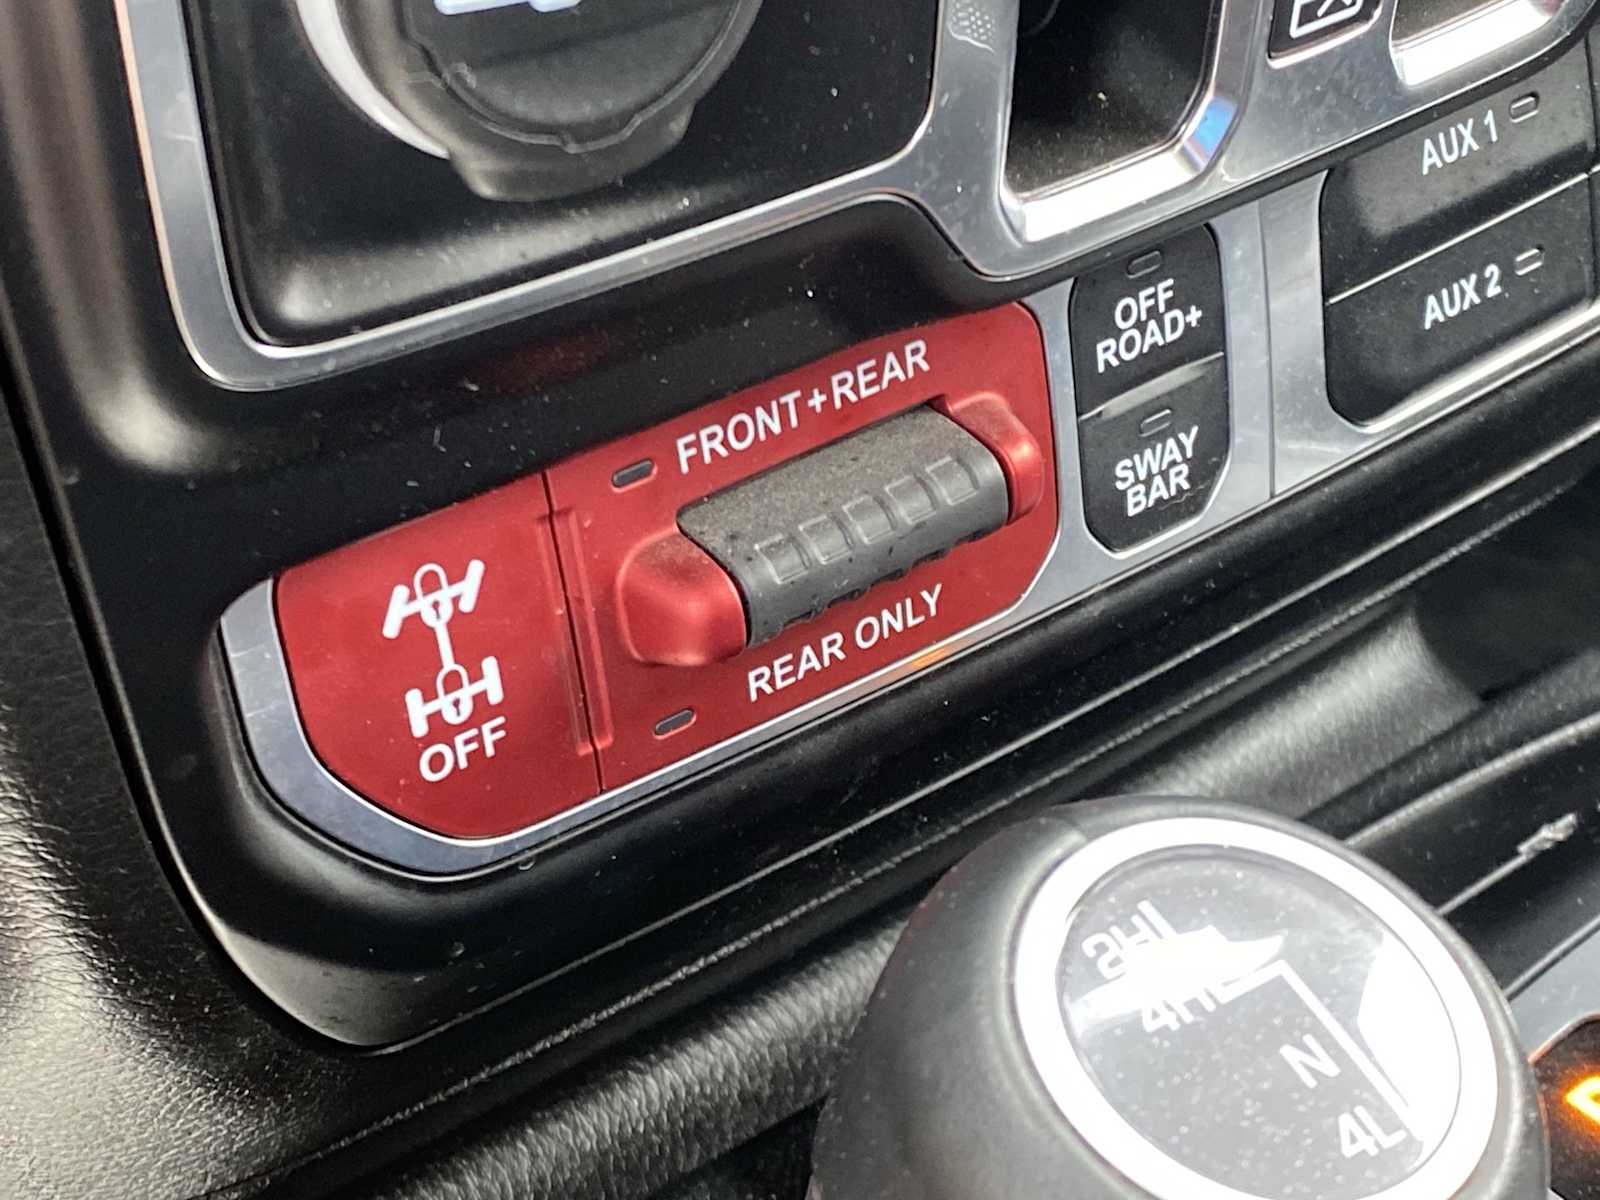 AUX 1
AUX 2
OFF
ROAD+
SWAY
BAR
FRONT+REAR
REAR ONLY
OFF
2H
4H
N
4L